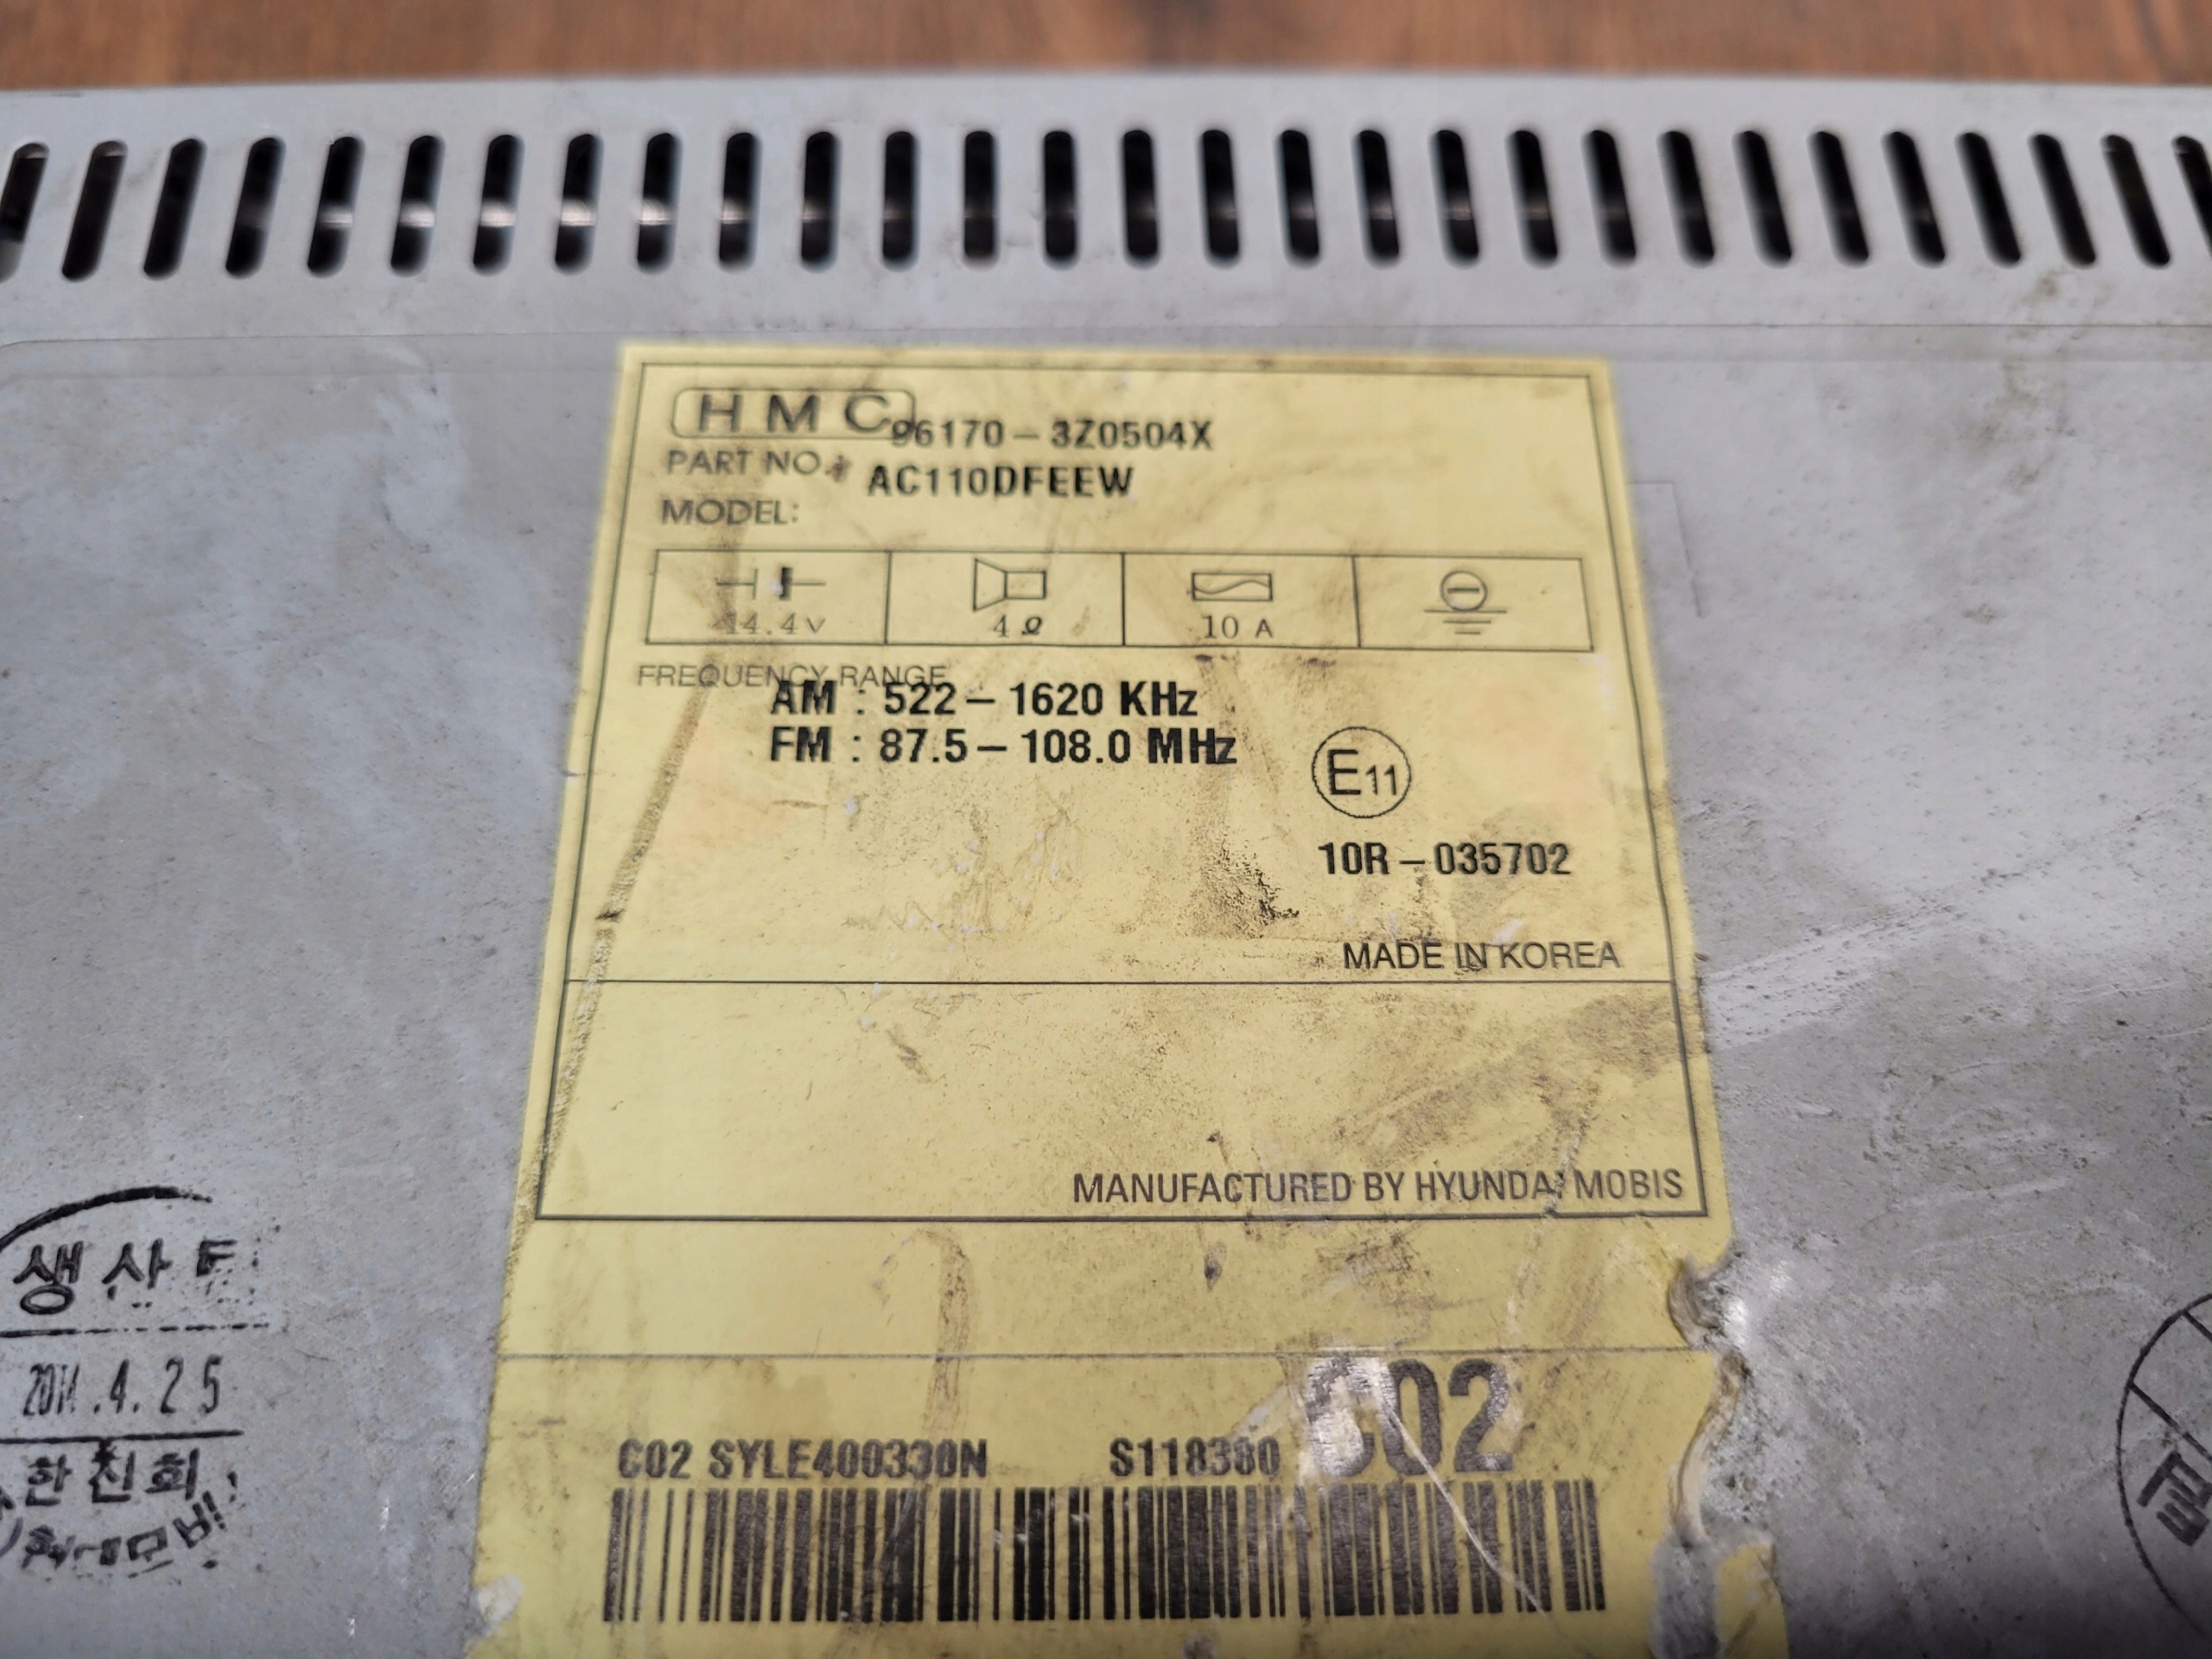 HMC
96170-3Z0504X
PART NO.:
AC110DFEEW
MODEL:
14.4V
4Ω
10 A
FREQUENCY RANGE
AM : 522-1620 KHz
FM : 87.5-108.0 MHz
E11
10R-035702
MADE IN KOREA
MANUFACTURED BY HYUNDAI MOBIS
생산
2014.4.25
한진희
C02
C02 SYLE400330N S118380